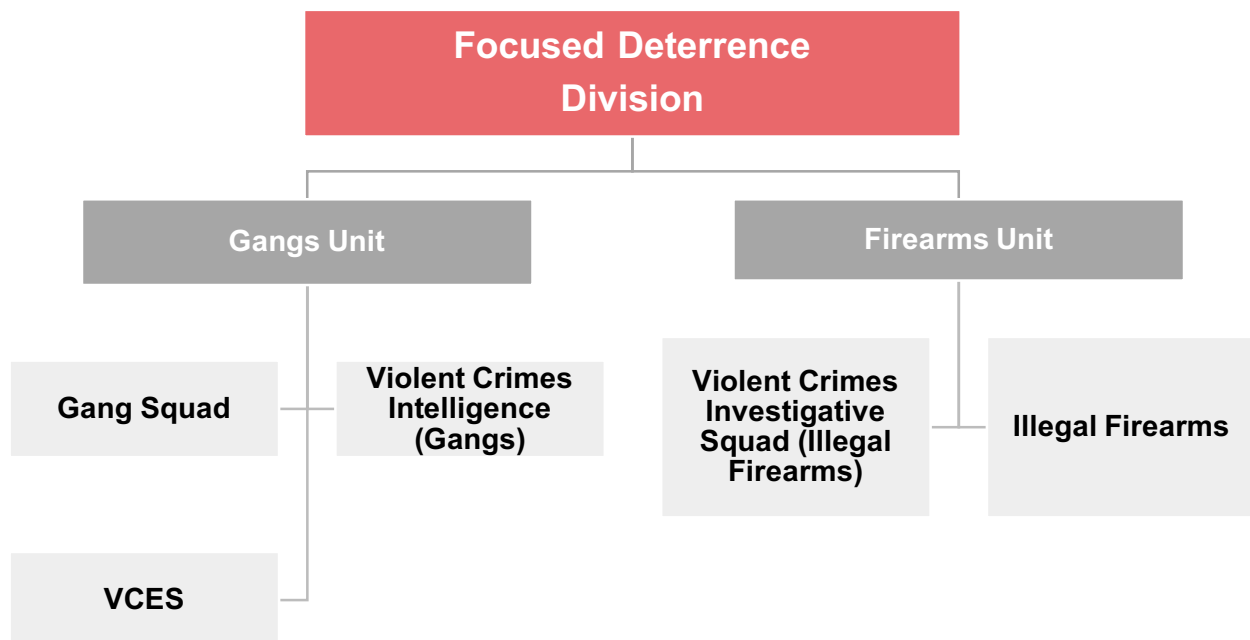 Focused Deterrence
Division
Gangs Unit
Firearms Unit
Gang Squad
Violent Crimes
Intelligence
(Gangs)
Violent Crimes
Investigative
Squad (Illegal
Firearms)
Illegal Firearms
VCES